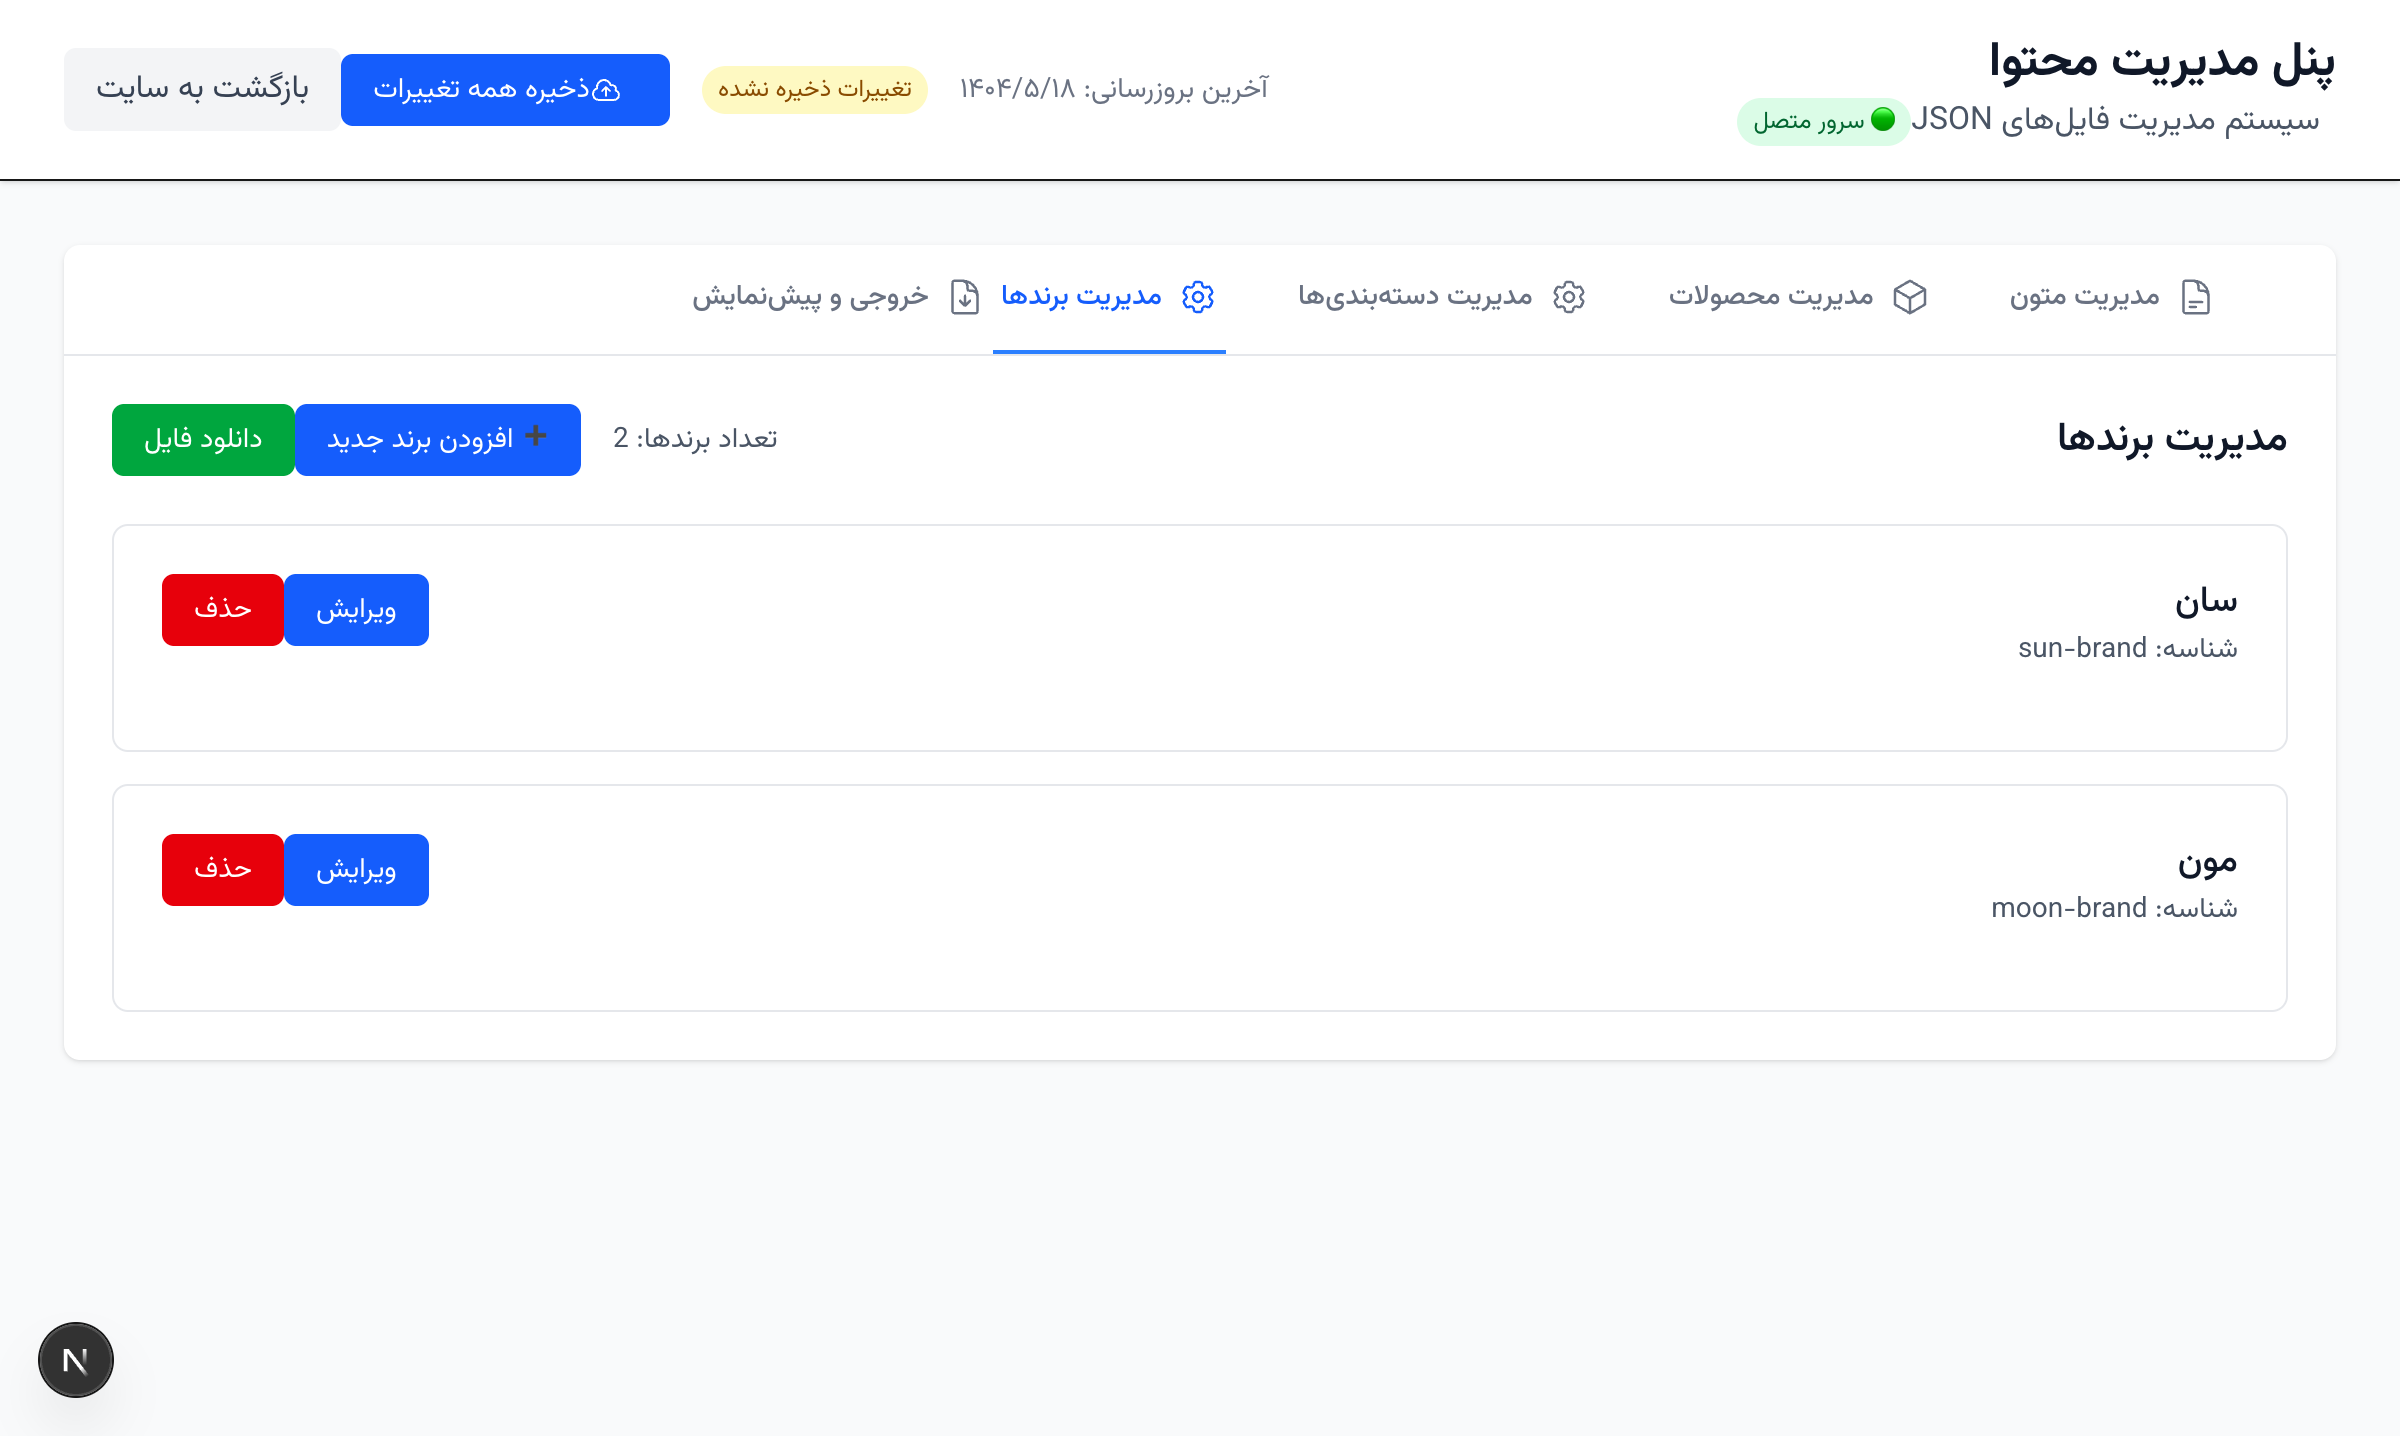 پنل مدیریت محتوا
سیستم مدیریت فایل‌های JSON
سرور متصل
آخرین بروزرسانی: ۱۴۰۴/۵/۱۸
تغییرات ذخیره نشده
ذخیره همه تغییرات
بازگشت به سایت
مدیریت متون
مدیریت محصولات
مدیریت دسته‌بندی‌ها
مدیریت برندها
خروجی و پیش‌نمایش
مدیریت برندها
تعداد برندها: 2
➕ افزودن برند جدید
دانلود فایل
سان
شناسه: sun-brand
ویرایش
حذف
مون
شناسه: moon-brand
ویرایش
حذف
N